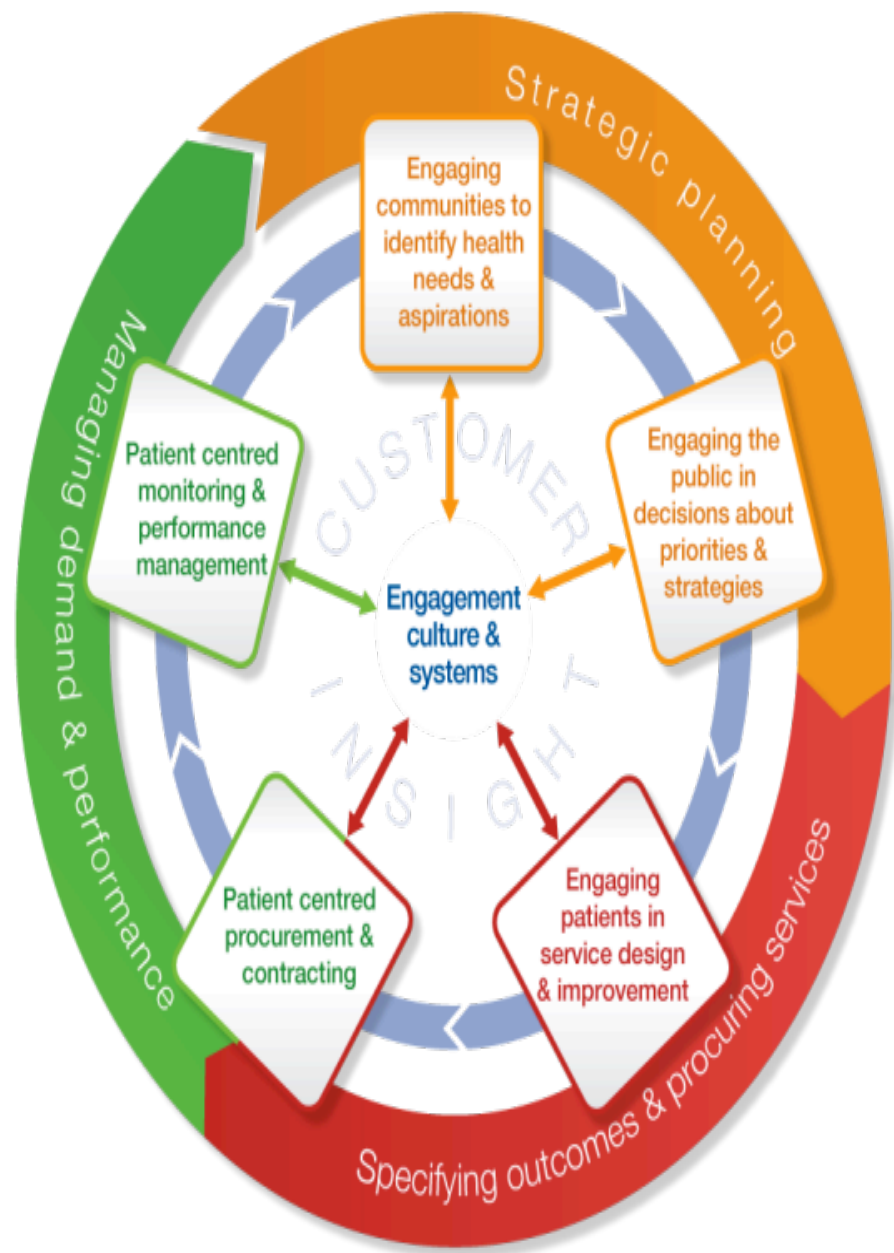 Strategic planning
Engaging
communities to
identify health
needs &
aspirations
Engaging the
public in
decisions about
priorities &
strategies
Specifying outcomes & procuring services
Engaging
patients in
service design
& improvement
Patient centred
procurement &
contracting
Managing demand & performance
Patient centred
monitoring &
performance
management
CUSTOMER
INSIGHT
Engagement
culture &
systems